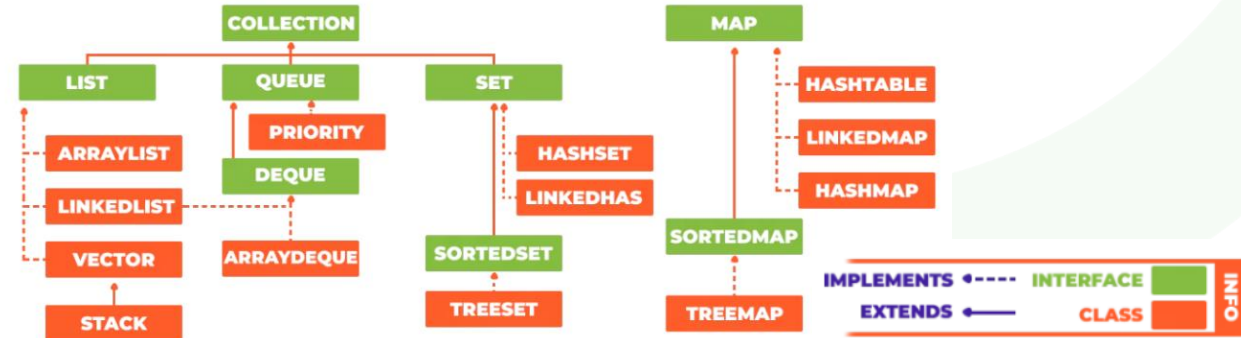 COLLECTION
MAP
LIST
QUEUE
SET
HASHTABLE
PRIORITY
LINKEDMAP
ARRAYLIST
HASHSET
DEQUE
HASHMAP
LINKEDLIST
LINKEDHAS
SORTEDMAP
SORTEDSET
VECTOR
ARRAYDEQUE
IMPLEMENTS
INTERFACE
TREESET
EXTENDS
CLASS
TREEMAP
STACK
INFO